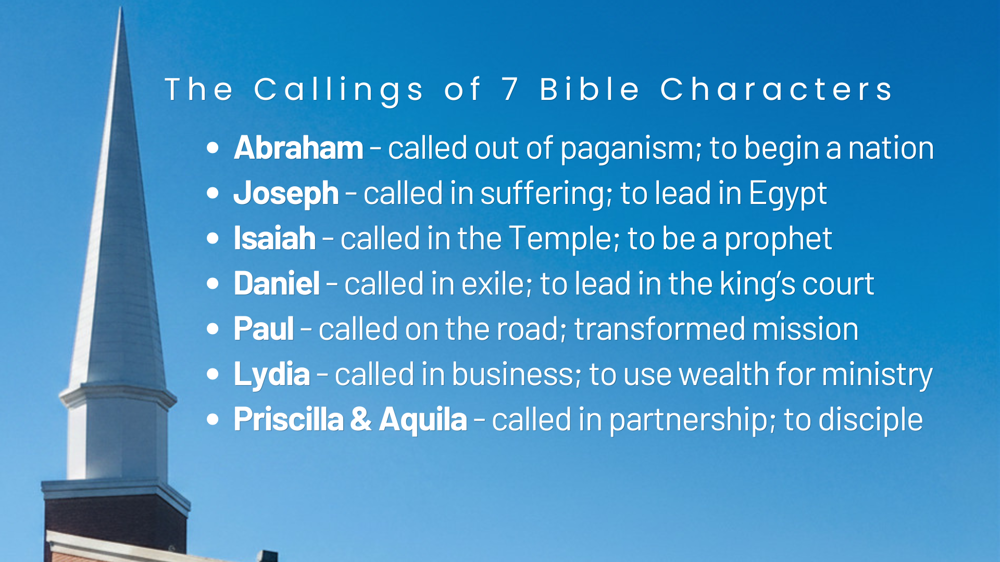 The Callings of 7 Bible Characters
• Abraham - called out of paganism; to begin a nation
• Joseph - called in suffering; to lead in Egypt
• Isaiah - called in the Temple; to be a prophet
• Daniel - called in exile; to lead in the king’s court
• Paul - called on the road; transformed mission
• Lydia - called in business; to use wealth for ministry
• Priscilla & Aquila - called in partnership; to disciple